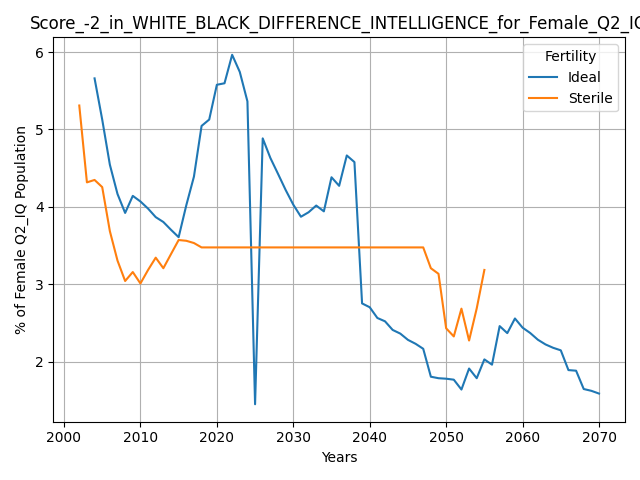 Score_-2_in_WHITE_BLACK_DIFFERENCE_INTELLIGENCE_for_Female_Q2_IQ
6
5
4
3
2
% of Female Q2_IQ Population
Fertility
Ideal
Sterile
2000 2010 2020 2030 2040 2050 2060 2070
Years